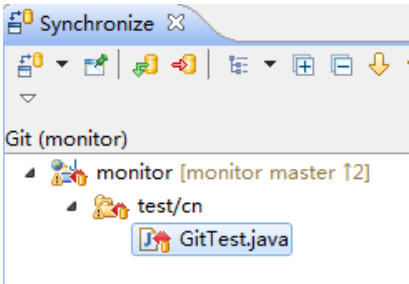 Synchronize
Git (monitor)
monitor [monitor master ↑2]
test/cn
GitTest.java